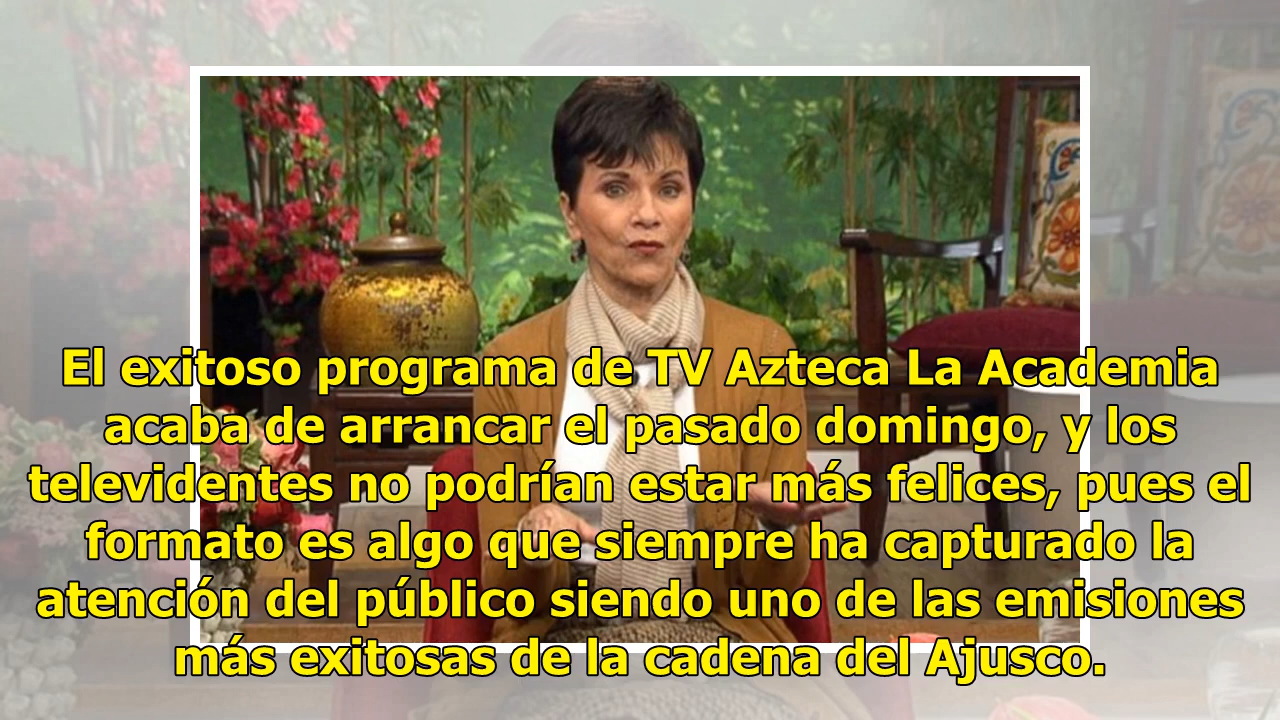 El exitoso programa de TV Azteca La Academia
acaba de arrancar el pasado domingo, y los
televidentes no podrían estar más felices, pues el
formato es algo que siempre ha capturado la
atención del público siendo uno de las emisiones
más exitosas de la cadena del Ajusco.